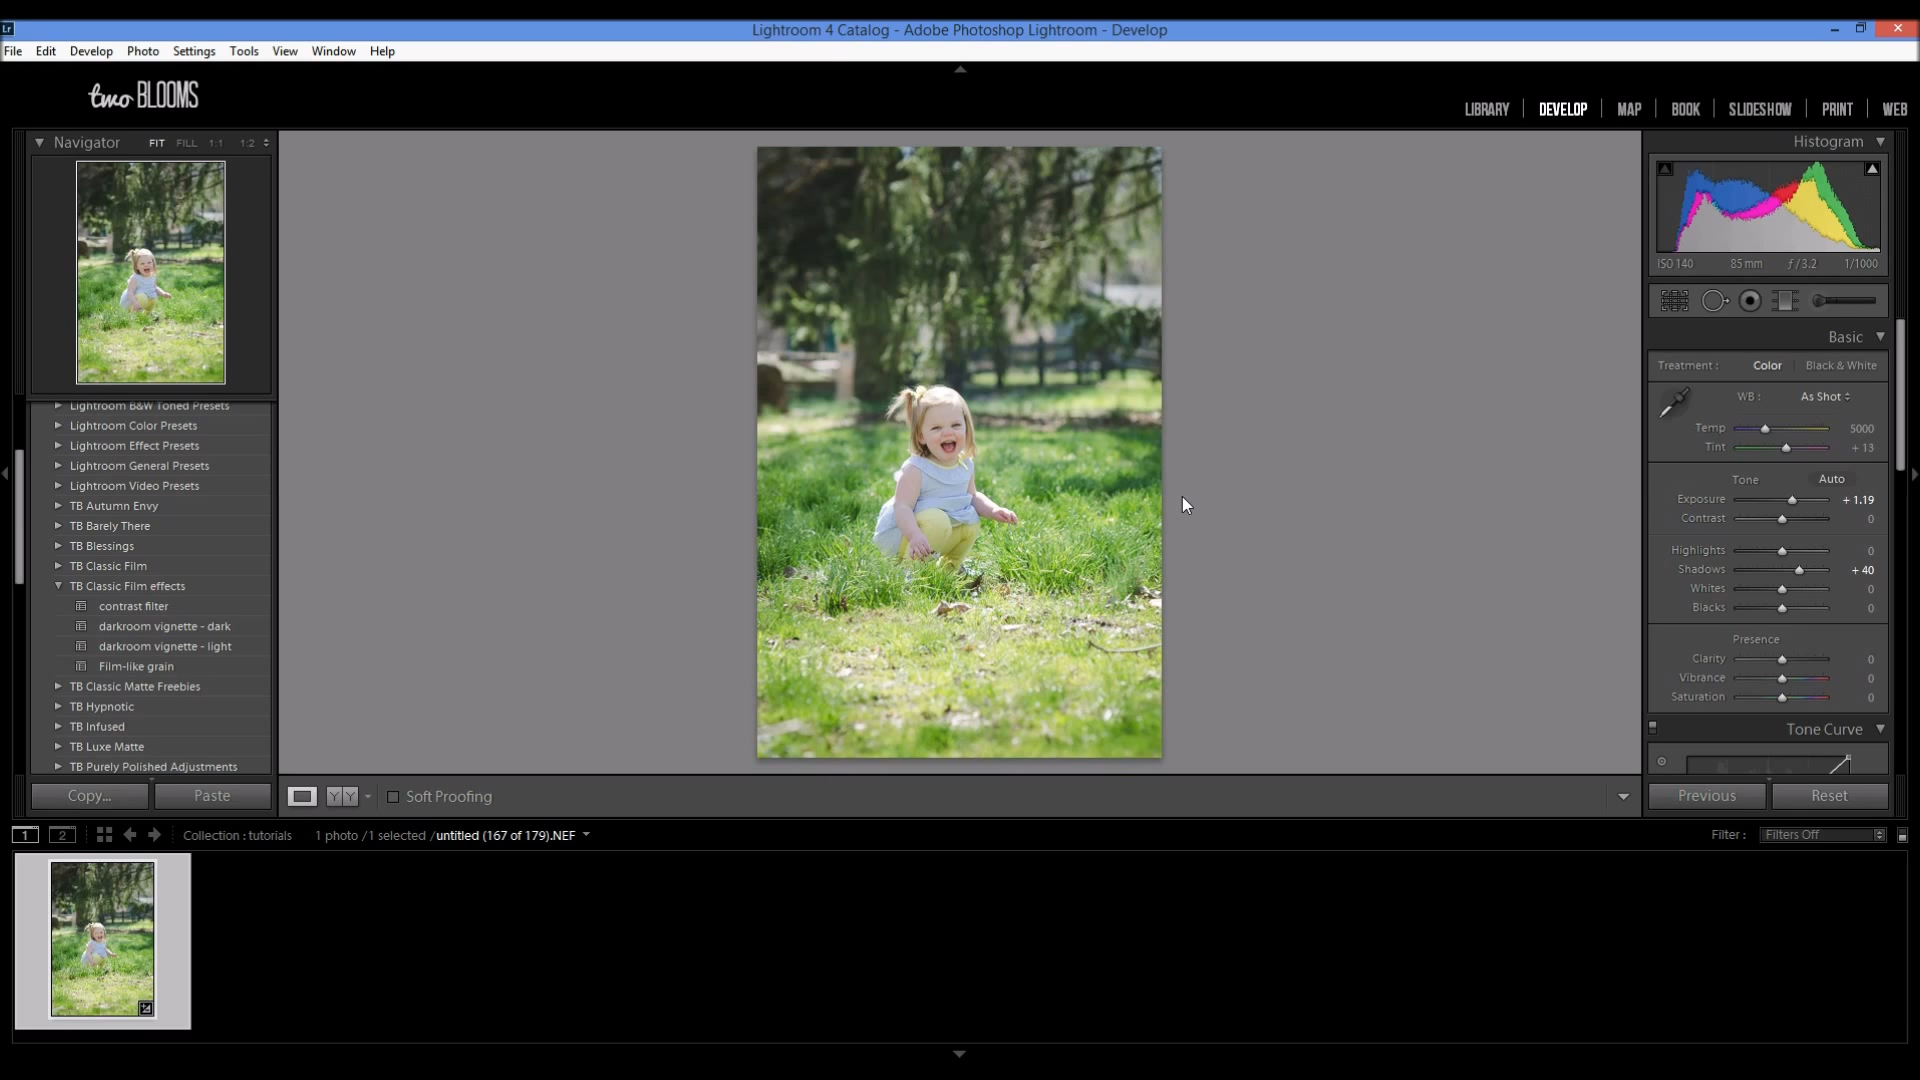 Lr
Lightroom 4 Catalog - Adobe Photoshop Lightroom - Develop
File Edit Develop Photo Settings Tools View Window Help
two BLOOMS
LIBRARY DEVELOP MAP BOOK SLIDESHOW PRINT WEB
Navigator FIT FILL 1:1 1:2
Lightroom B&W Toned Presets
Lightroom Color Presets
Lightroom Effect Presets
Lightroom General Presets
Lightroom Video Presets
TB Autumn Envy
TB Barely There
TB Blessings
TB Classic Film
TB Classic Film effects
contrast filter
darkroom vignette - dark
darkroom vignette - light
Film-like grain
TB Classic Matte Freebies
TB Hypnotic
TB Infused
TB Luxe Matte
TB Purely Polished Adjustments
Copy... Paste
YY Soft Proofing
Histogram
ISO 140 85 mm ƒ / 3.2 1/1000
Basic
Treatment : Color Black & White
WB : As Shot
Temp 5000
Tint + 13
Tone Auto
Exposure + 1.19
Contrast 0
Highlights 0
Shadows + 40
Whites 0
Blacks 0
Presence
Clarity 0
Vibrance 0
Saturation 0
Tone Curve
Previous Reset
1 2 Collection : tutorials 1 photo / 1 selected / untitled (167 of 179).NEF
Filter : Filters Off